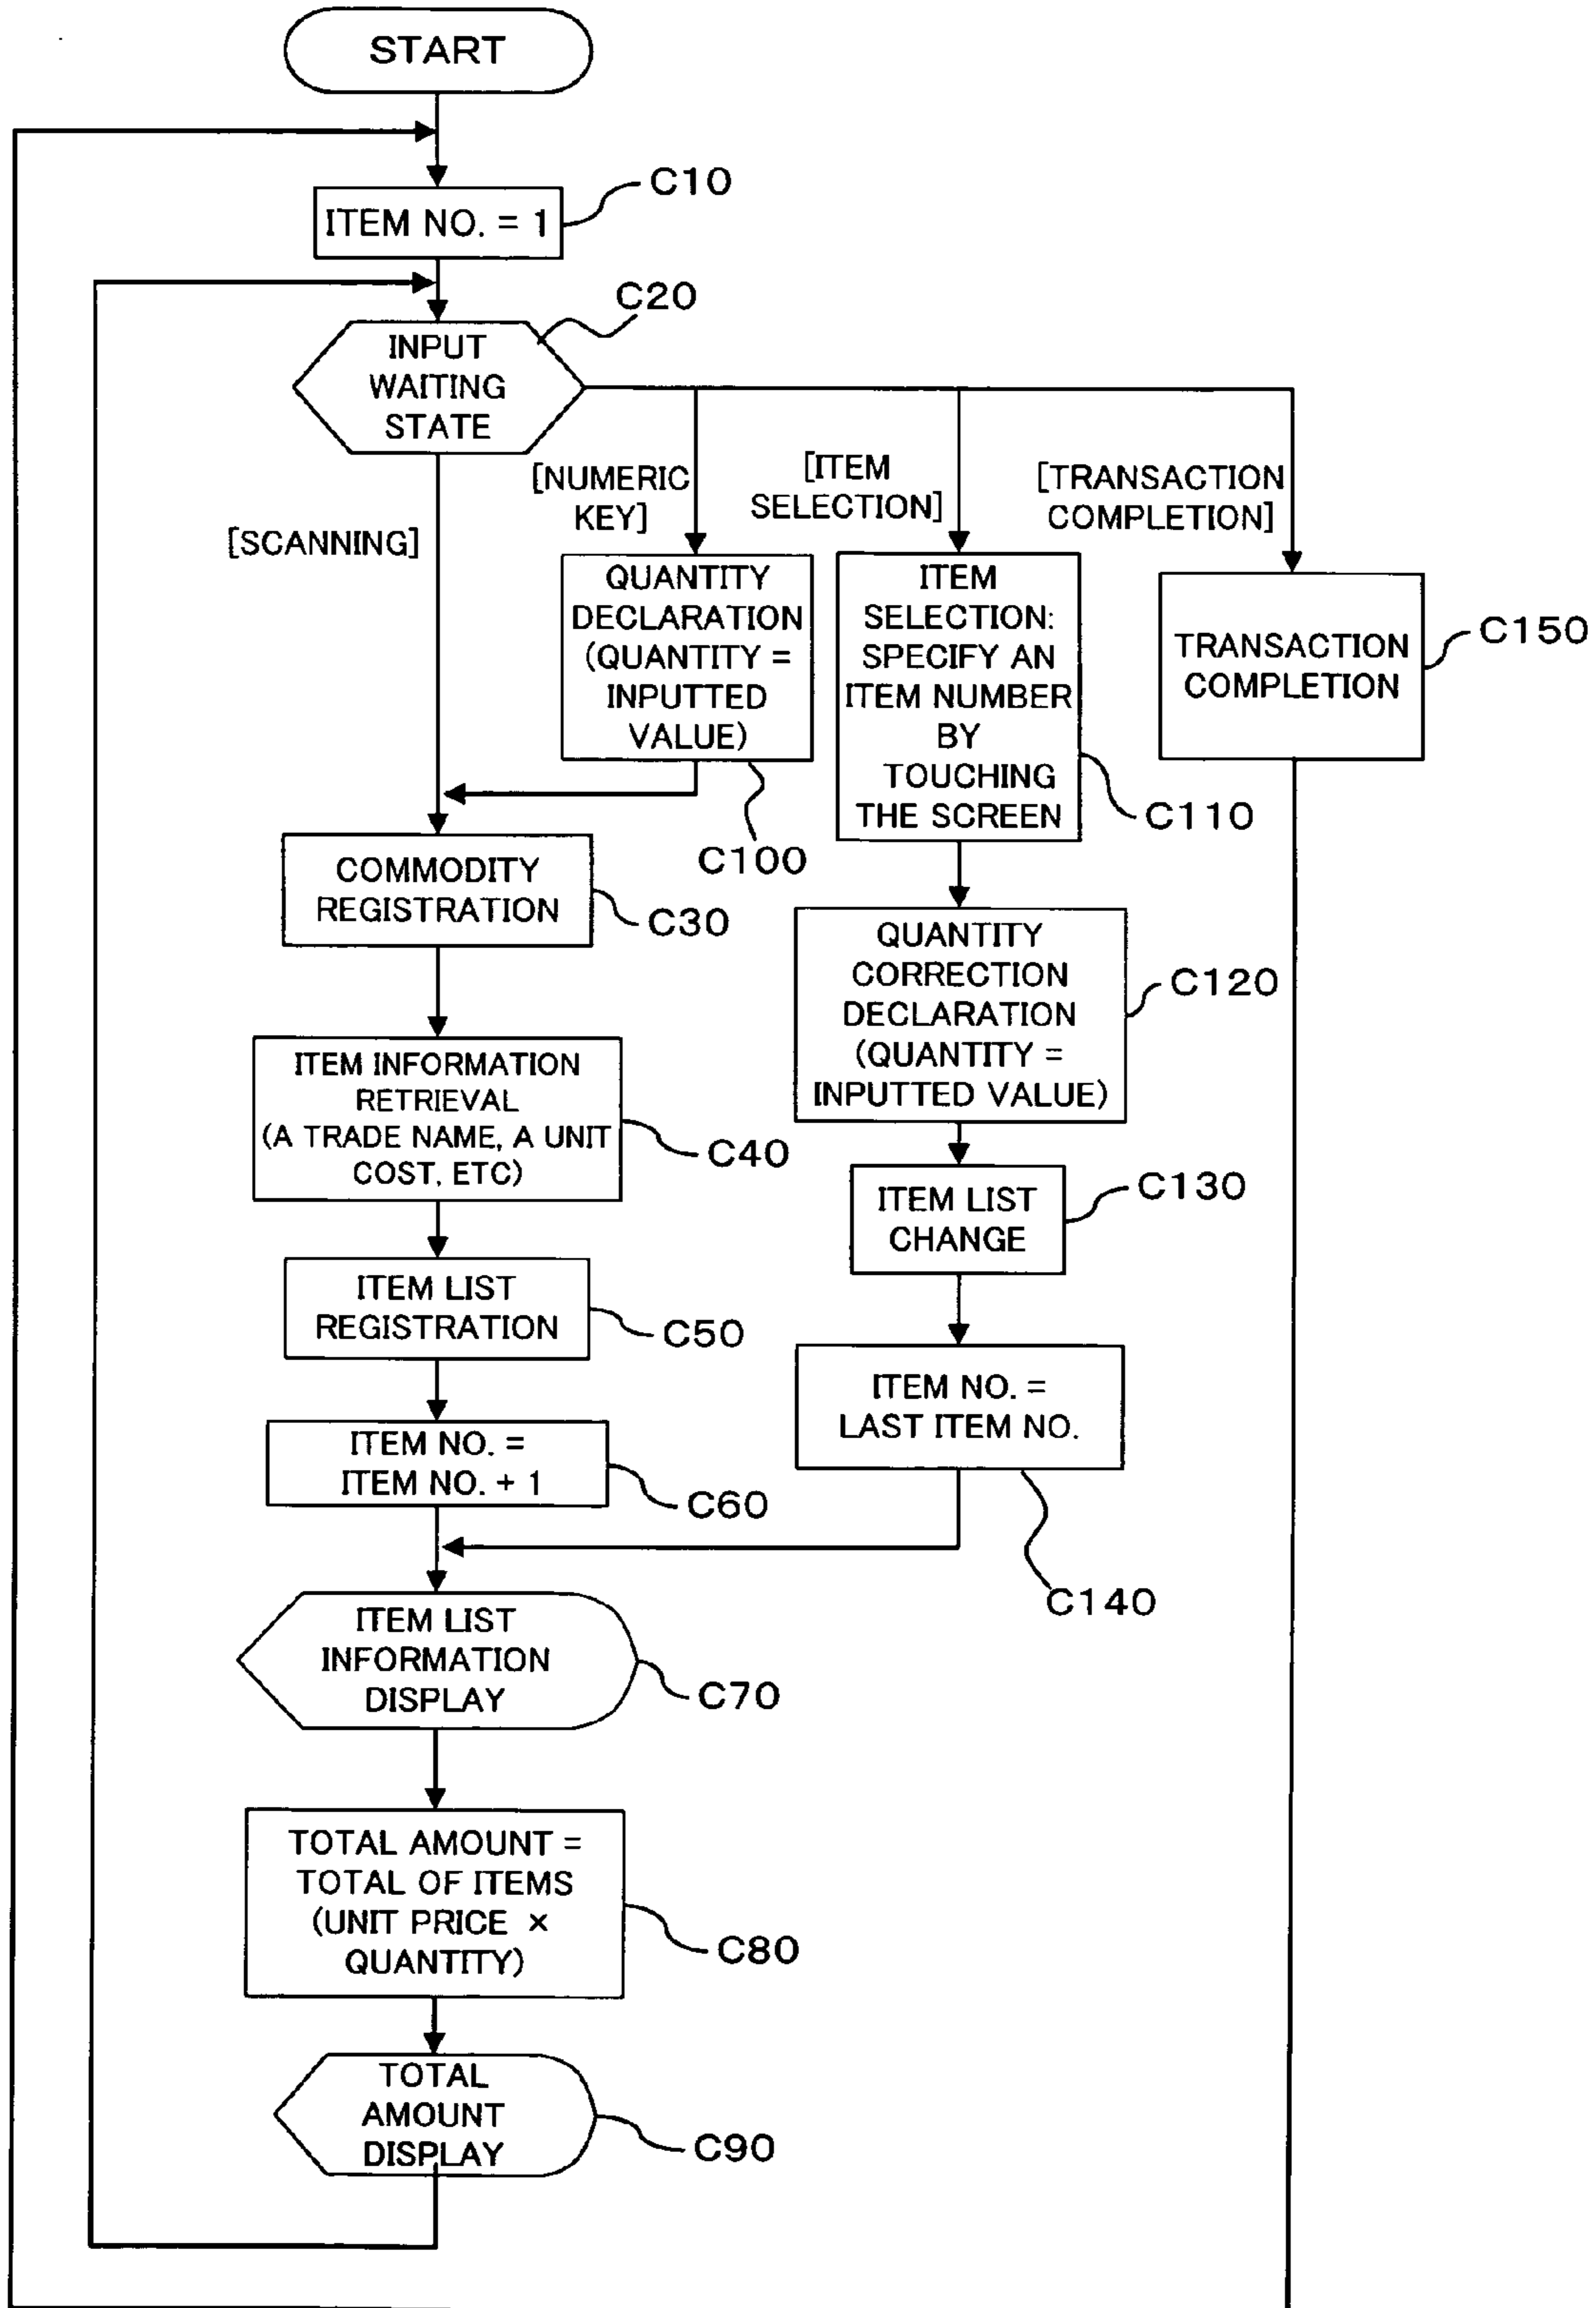 START
C10
ITEM NO. = 1
C20
INPUT
WAITING
STATE
[SCANNING]
[NUMERIC
KEY]
[ITEM
SELECTION]
[TRANSACTION
COMPLETION]
QUANTITY
DECLARATION
(QUANTITY =
INPUTTED
VALUE)
C100
ITEM
SELECTION:
SPECIFY AN
ITEM NUMBER
BY
TOUCHING
THE SCREEN
C110
TRANSACTION
COMPLETION
C150
COMMODITY
REGISTRATION
C30
QUANTITY
CORRECTION
DECLARATION
(QUANTITY =
INPUTTED VALUE)
C120
ITEM INFORMATION
RETRIEVAL
(A TRADE NAME, A UNIT
COST, ETC)
C40
ITEM LIST
CHANGE
C130
ITEM LIST
REGISTRATION
C50
ITEM NO. =
LAST ITEM NO.
C140
ITEM NO. =
ITEM NO. + 1
C60
ITEM LIST
INFORMATION
DISPLAY
C70
TOTAL AMOUNT =
TOTAL OF ITEMS
(UNIT PRICE ×
QUANTITY)
C80
TOTAL
AMOUNT
DISPLAY
C90